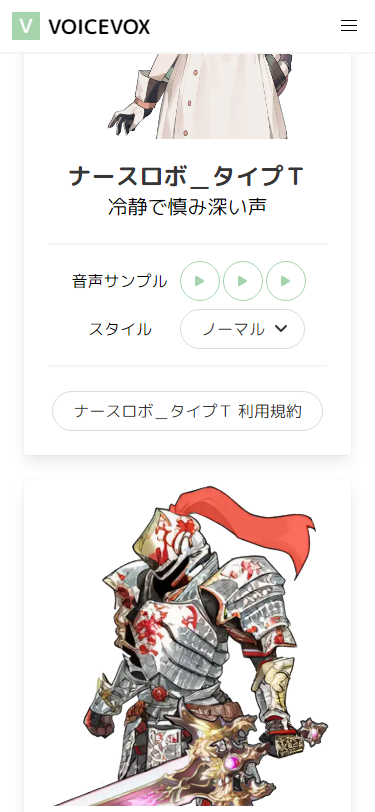 V VOICEVOX
ナースロボ＿タイプＴ
冷静で慎み深い声
音声サンプル
スタイル ノーマル
ナースロボ＿タイプＴ 利用規約